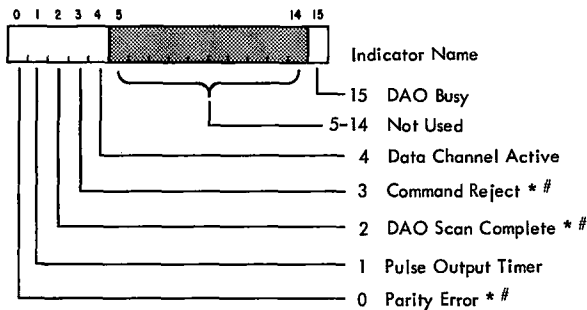 0 1 2 3 4 5 14 15
Indicator Name
15 DAO Busy
5-14 Not Used
4 Data Channel Active
3 Command Reject * #
2 DAO Scan Complete * #
1 Pulse Output Timer
0 Parity Error * #